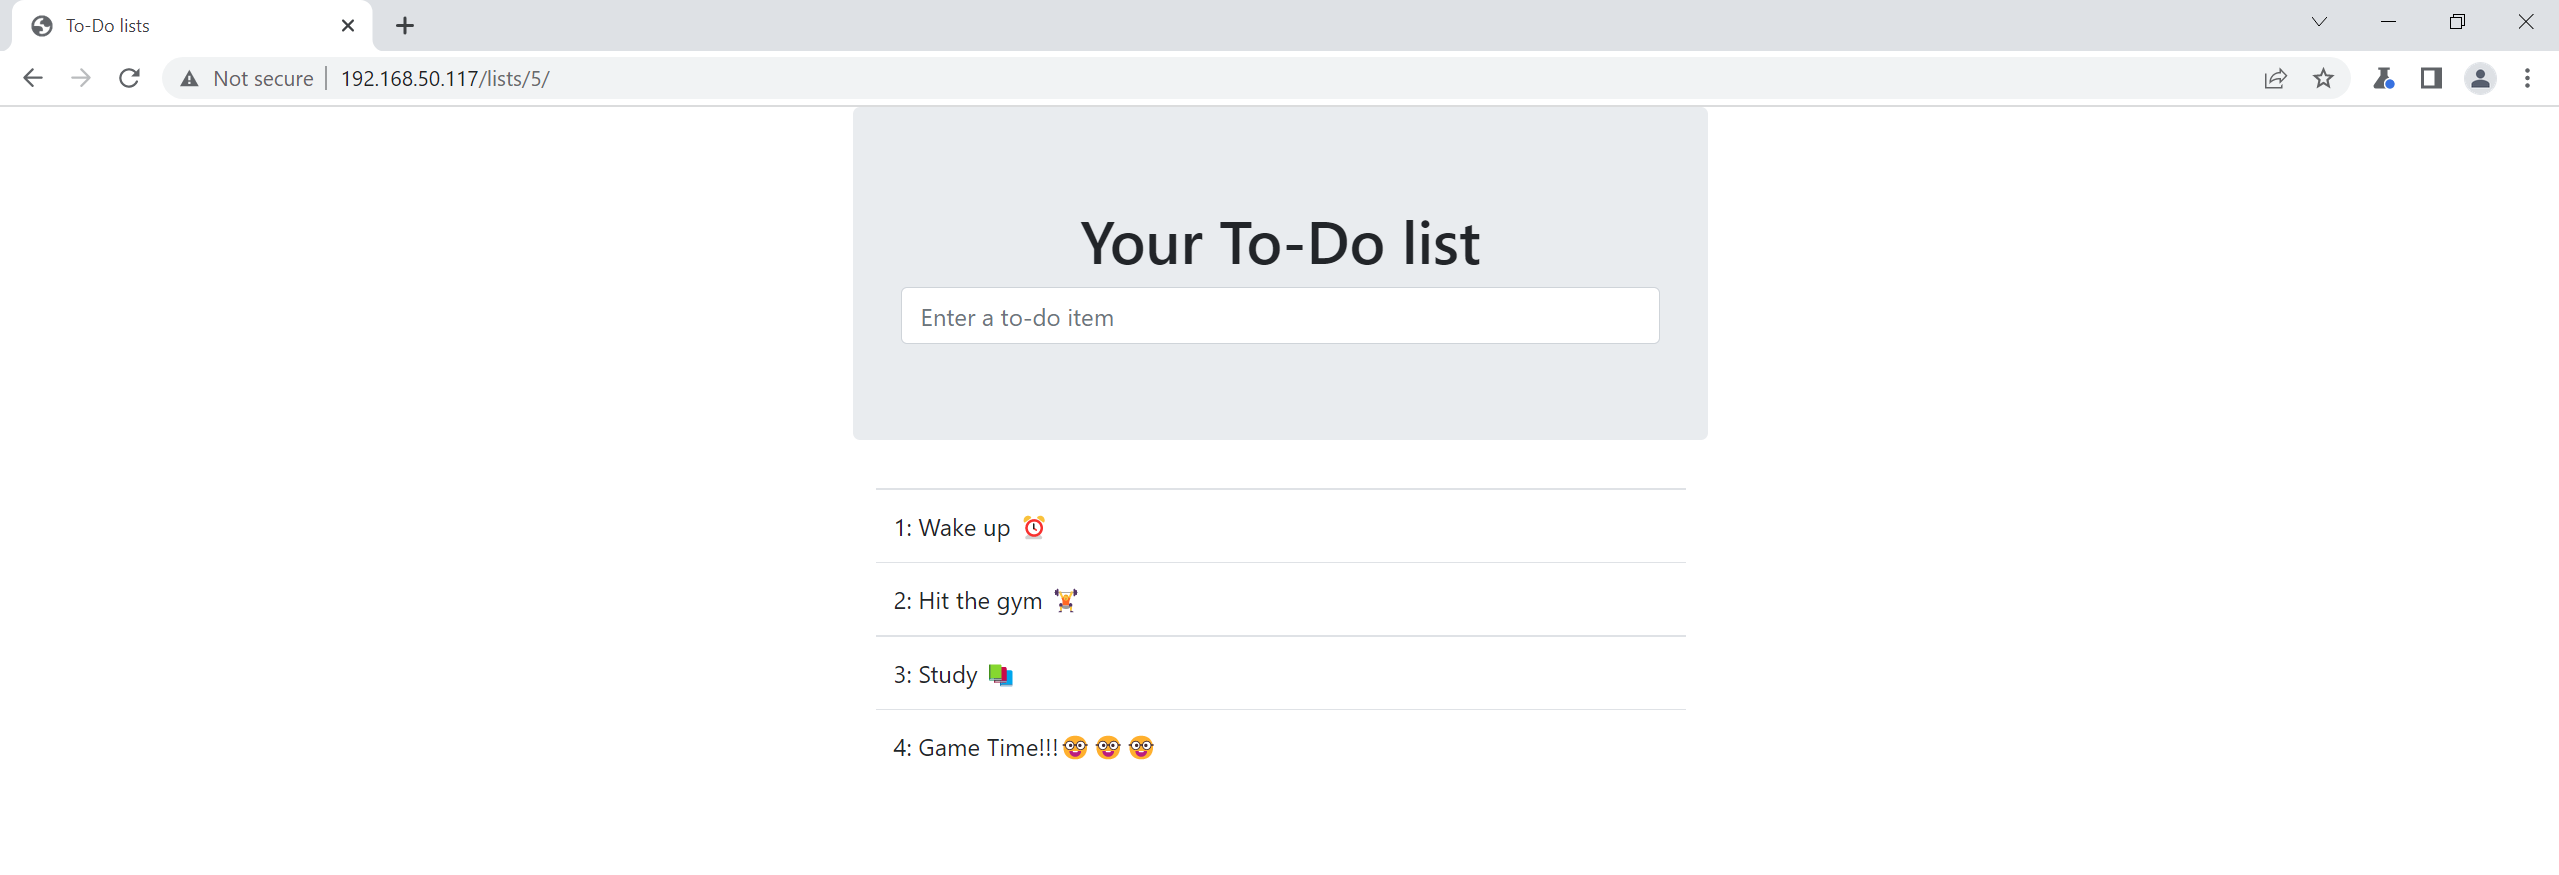 To-Do lists
Not secure | 192.168.50.117/lists/5/
Your To-Do list
Enter a to-do item
1: Wake up ⏰
2: Hit the gym 🏋
3: Study 📚
4: Game Time!!!🤓 🤓 🤓